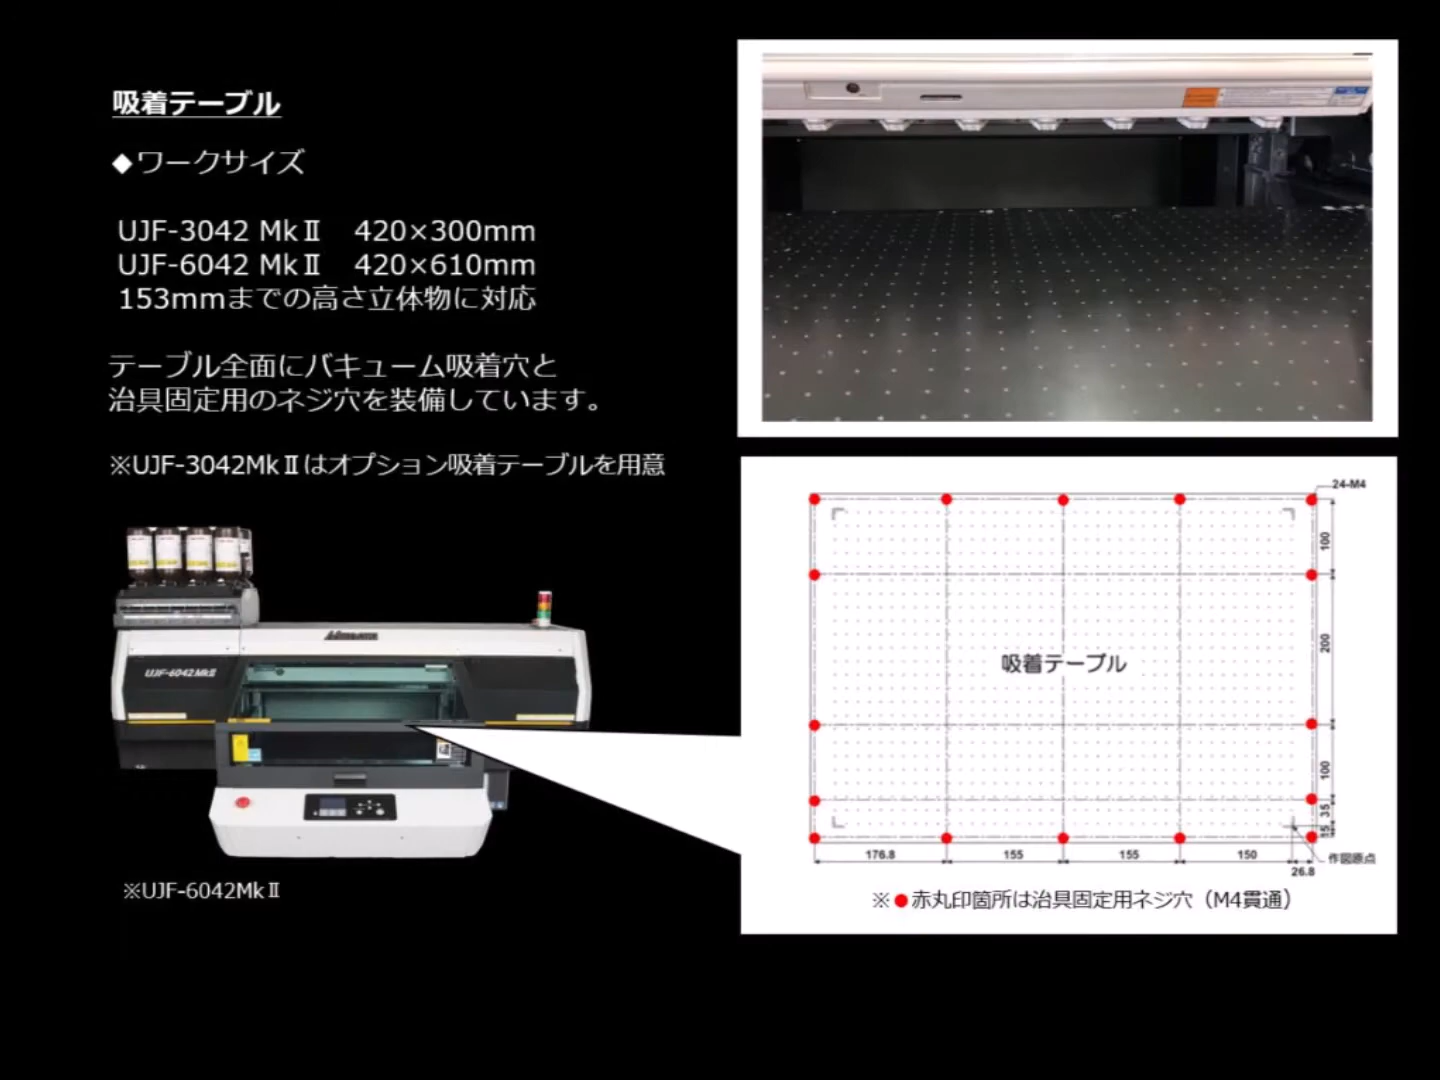 吸着テーブル
◆ワークサイズ
UJF-3042 MkⅡ 420×300mm
UJF-6042 MkⅡ 420×610mm
153mmまでの高さ立体物に対応
テーブル全面にバキューム吸着穴と
治具固定用のネジ穴を装備しています。
※UJF-3042MkⅡはオプション吸着テーブルを用意
Mimaki
UJF-6042MkⅡ
※UJF-6042MkⅡ
24-M4
100
200
吸着テーブル
100
35
15
176.8
155
155
150
作図原点
26.8
※●赤丸印箇所は治具固定用ネジ穴（M4貫通）